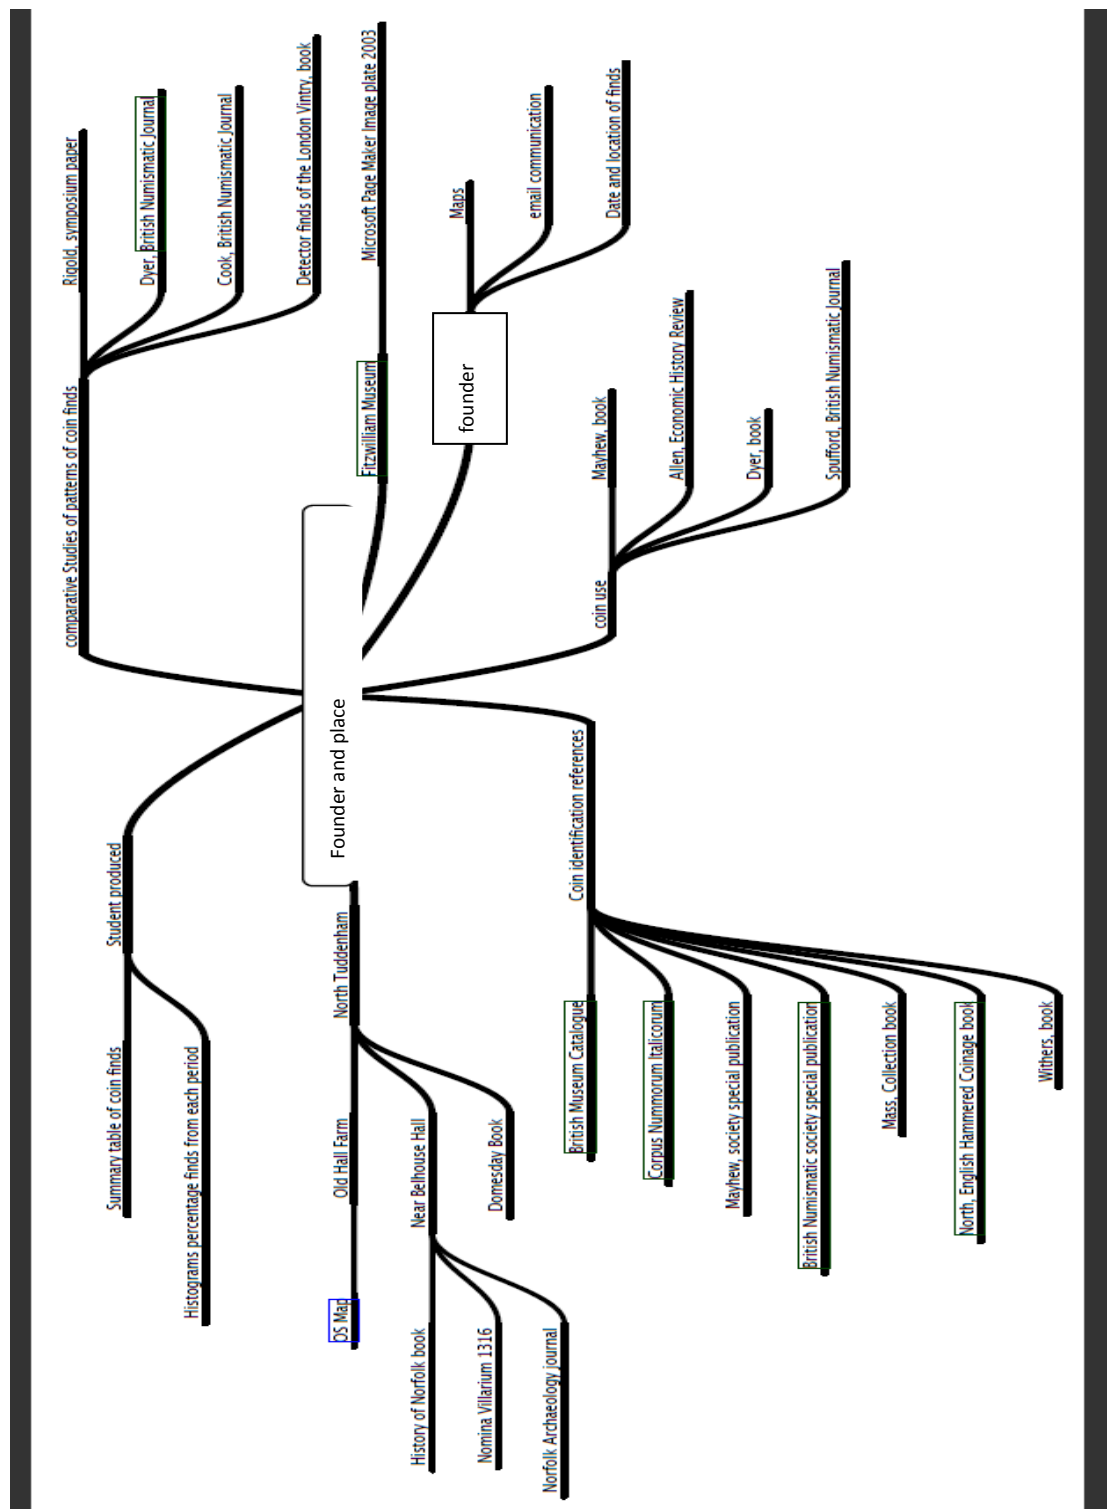 comparative Studies of patterns of coin finds
Rigold, symposium paper
Dyer, British Numismatic Journal
Cook, British Numismatic Journal
Detector finds of the London Vintry, book
Fitzwilliam Museum
Microsoft Page Maker Image plate 2003
founder
Maps
email communication
Date and location of finds
coin use
Mayhew, book
Allen, Economic History Review
Dyer, book
Spufford, British Numismatic Journal
Founder and place
Student produced
Summary table of coin finds
Histograms percentage finds from each period
North Tuddenham
Old Hall Farm
OS Map
Near Belhouse Hall
History of Norfolk book
Nomina Villarium 1316
Norfolk Archaeology journal
Domesday Book
Coin identification references
British Museum Catalogue
Corpus Nummorum Italicorum
Mayhew, society special publication
British Numismatic society special publication
Mass, Collection book
North, English Hammered Coinage book
Withers, book